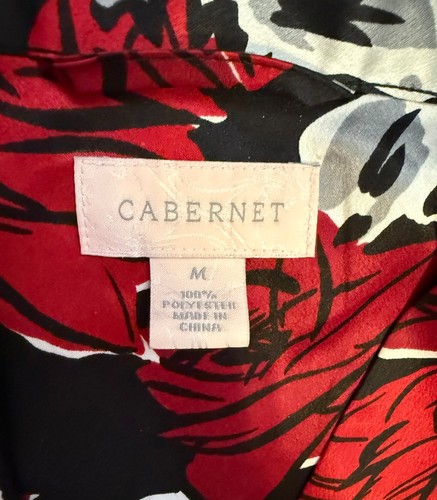 CABERNET
M
100%
POLYESTER
MADE IN
CHINA